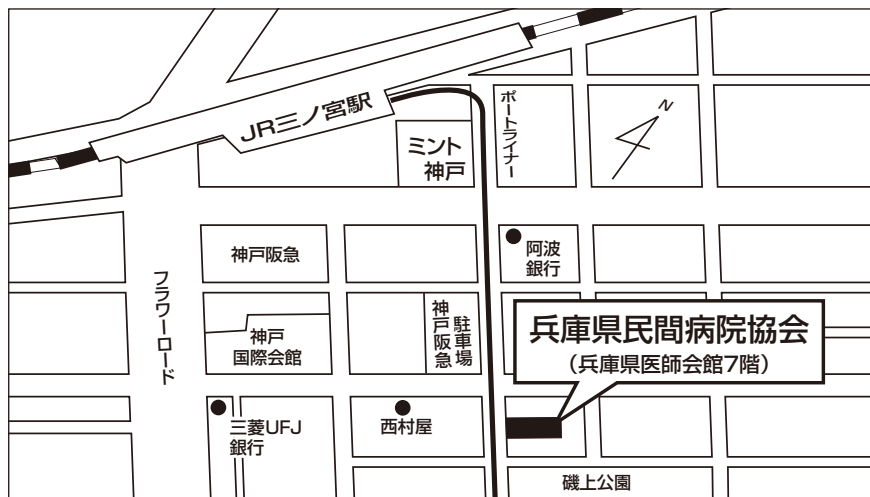 JR三ノ宮駅
ミント
神戸
ポートライナー
N
神戸阪急
阿波
銀行
フラワーロード
神戸
国際会館
神戸阪急
駐車場
兵庫県民間病院協会
(兵庫県医師会館7階)
三菱UFJ
銀行
西村屋
磯上公園